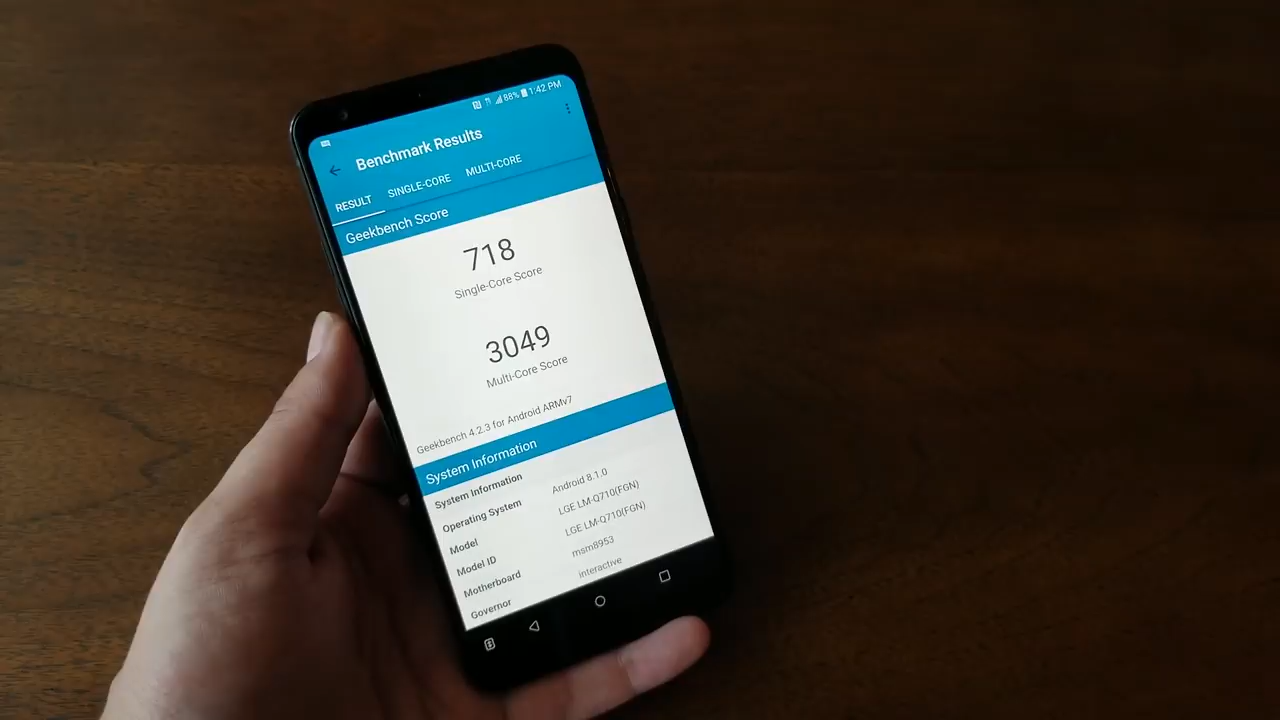 88% 1:42 PM
Benchmark Results
RESULT SINGLE-CORE MULTI-CORE
Geekbench Score
718
Single-Core Score
3049
Multi-Core Score
Geekbench 4.2.3 for Android ARMv7
System Information
System Information
Operating System Android 8.1.0
Model LGE LM-Q710(FGN)
Model ID LGE LM-Q710(FGN)
Motherboard msm8953
Governor interactive